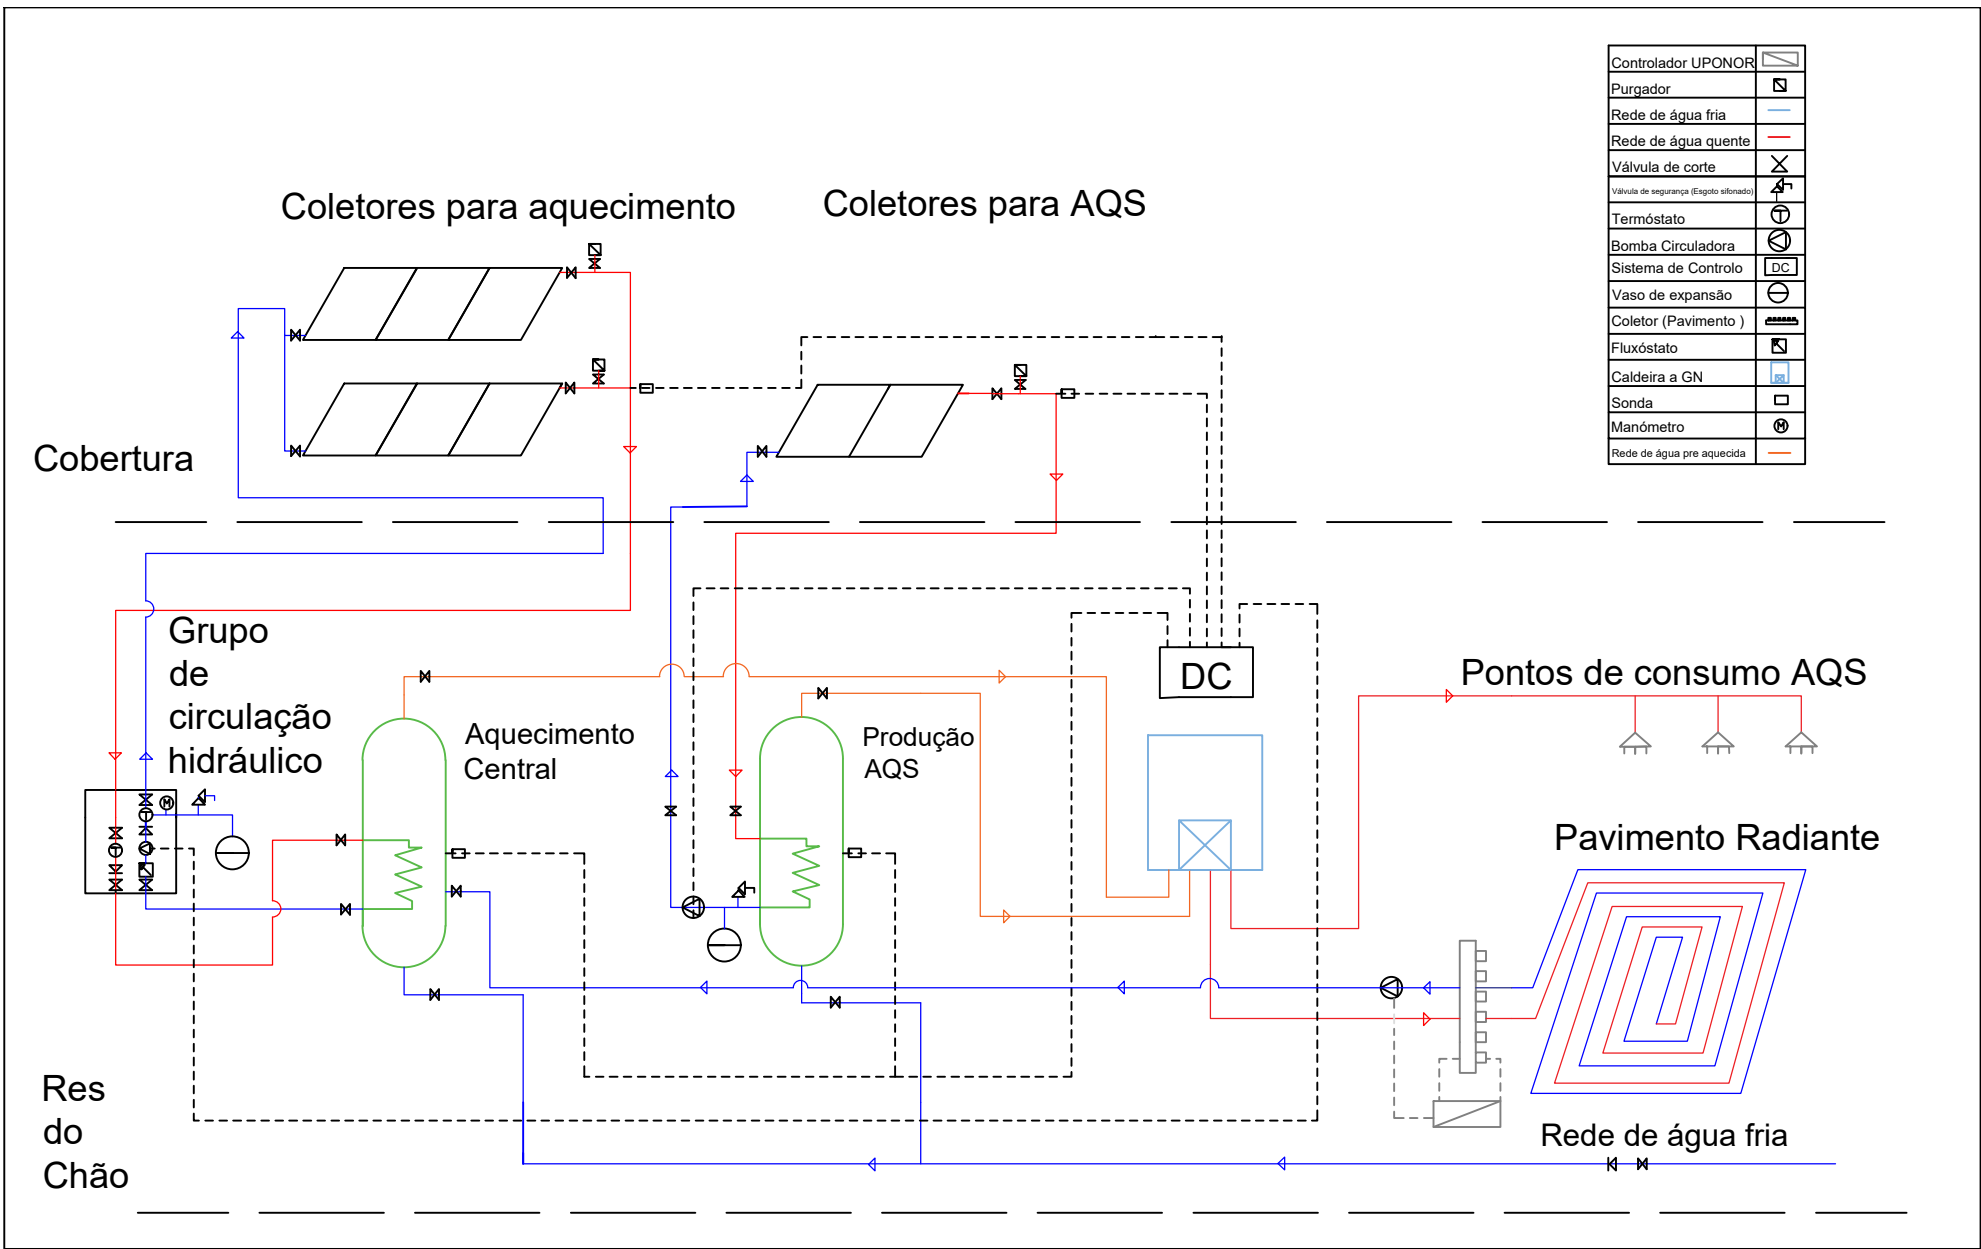 Controlador UPONOR
Purgador
Rede de água fria
Rede de água quente
Válvula de corte
Válvula de segurança (Esgoto sifonado)
Termóstato
Bomba Circuladora
Sistema de Controlo
DC
Vaso de expansão
Coletor (Pavimento )
Fluxóstato
Caldeira a GN
Sonda
Manómetro
M
Rede de água pre aquecida
Coletores para aquecimento
Coletores para AQS
Cobertura
Grupo
de
circulação
hidráulico
DC
Pontos de consumo AQS
Aquecimento
Central
Produção
AQS
M
Pavimento Radiante
Res
do
Chão
Rede de água fria